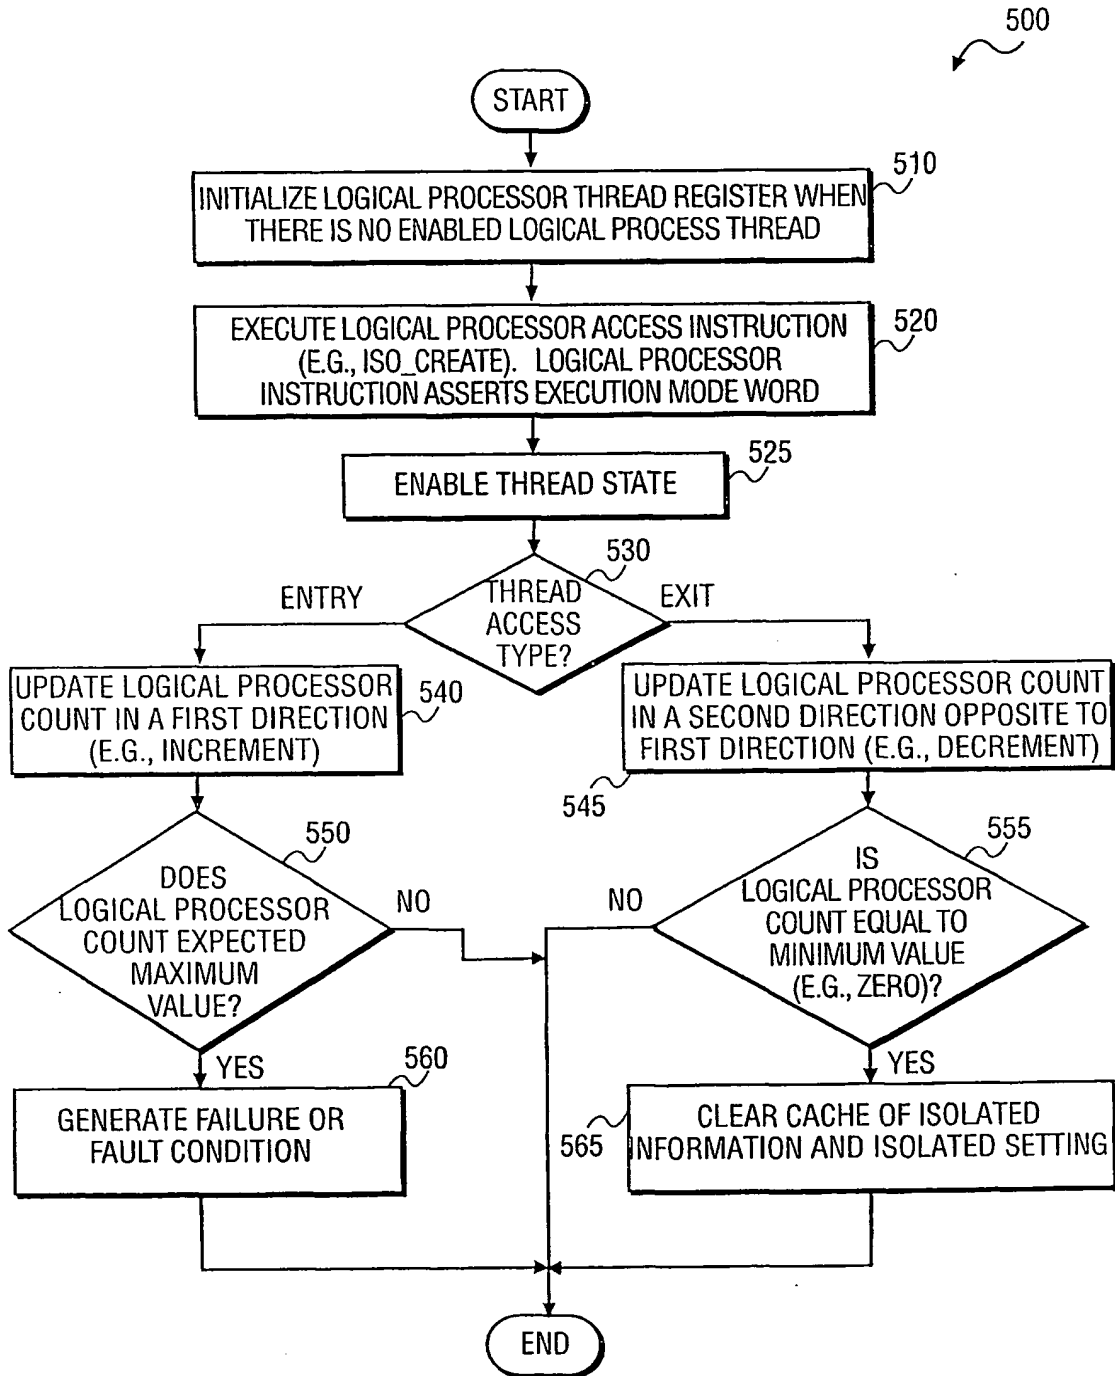 500
START
510
INITIALIZE LOGICAL PROCESSOR THREAD REGISTER WHEN
THERE IS NO ENABLED LOGICAL PROCESS THREAD
EXECUTE LOGICAL PROCESSOR ACCESS INSTRUCTION
(E.G., ISO_CREATE). LOGICAL PROCESSOR
INSTRUCTION ASSERTS EXECUTION MODE WORD
520
ENABLE THREAD STATE
525
530
THREAD
ACCESS
TYPE?
ENTRY
EXIT
UPDATE LOGICAL PROCESSOR
COUNT IN A FIRST DIRECTION
(E.G., INCREMENT)
540
UPDATE LOGICAL PROCESSOR COUNT
IN A SECOND DIRECTION OPPOSITE TO
FIRST DIRECTION (E.G., DECREMENT)
545
550
DOES
LOGICAL PROCESSOR
COUNT EXPECTED
MAXIMUM
VALUE?
NO
555
IS
LOGICAL PROCESSOR
COUNT EQUAL TO
MINIMUM VALUE
(E.G., ZERO)?
NO
YES
560
GENERATE FAILURE OR
FAULT CONDITION
YES
565
CLEAR CACHE OF ISOLATED
INFORMATION AND ISOLATED SETTING
END